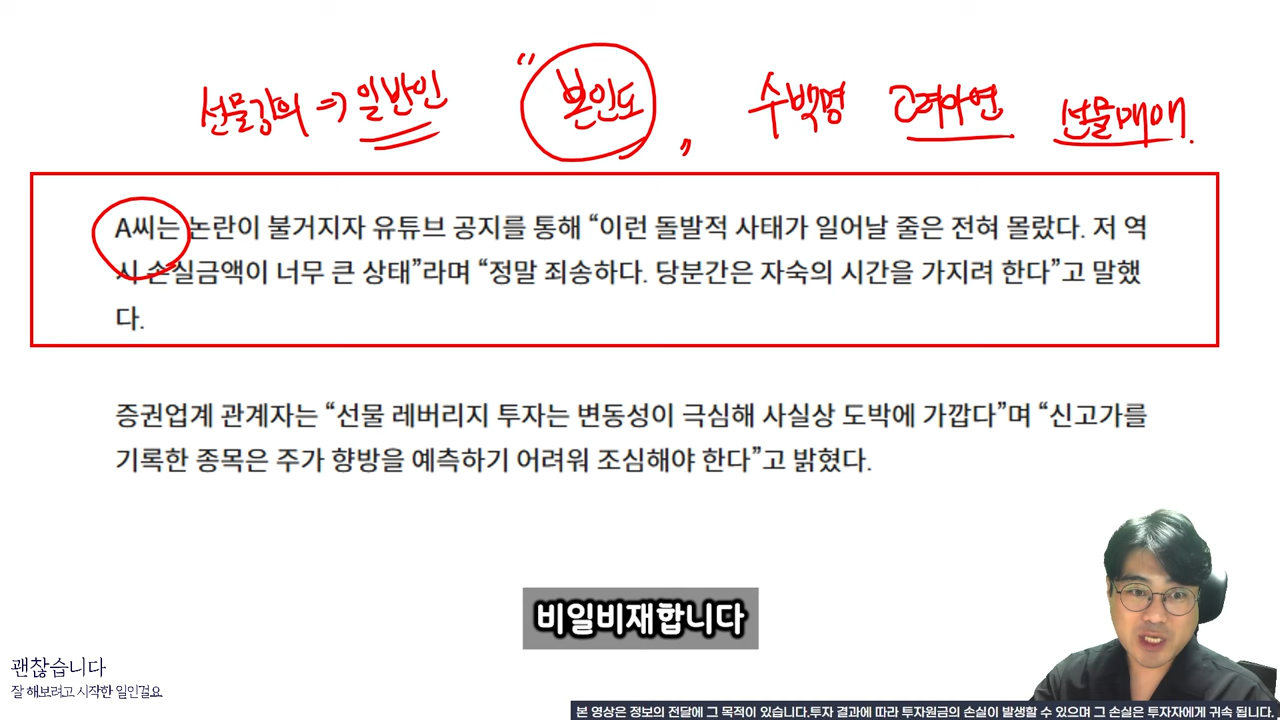 선물강의 ⇒ 일반인 "본인도," 수백명 고려아연 선물매매.
A씨는 논란이 불거지자 유튜브 공지를 통해 “이런 돌발적 사태가 일어날 줄은 전혀 몰랐다. 저 역
시 손실금액이 너무 큰 상태”라며 “정말 죄송하다. 당분간은 자숙의 시간을 가지려 한다”고 말했
다.
증권업계 관계자는 “선물 레버리지 투자는 변동성이 극심해 사실상 도박에 가깝다”며 “신고가를
기록한 종목은 주가 향방을 예측하기 어려워 조심해야 한다”고 밝혔다.
비일비재합니다
괜찮습니다
잘 해보려고 시작한 일인걸요
본 영상은 정보의 전달에 그 목적이 있습니다.투자 결과에 따라 투자원금의 손실이 발생할 수 있으며 그 손실은 투자자에게 귀속 됩니다.